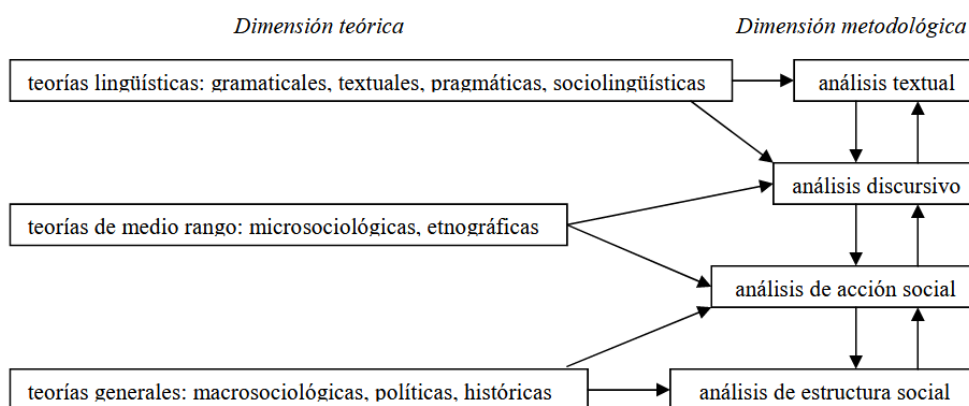 Dimensión teórica
Dimensión metodológica
teorías lingüísticas: gramaticales, textuales, pragmáticas, sociolingüísticas
análisis textual
análisis discursivo
teorías de medio rango: microsociológicas, etnográficas
análisis de acción social
teorías generales: macrosociológicas, políticas, históricas
análisis de estructura social